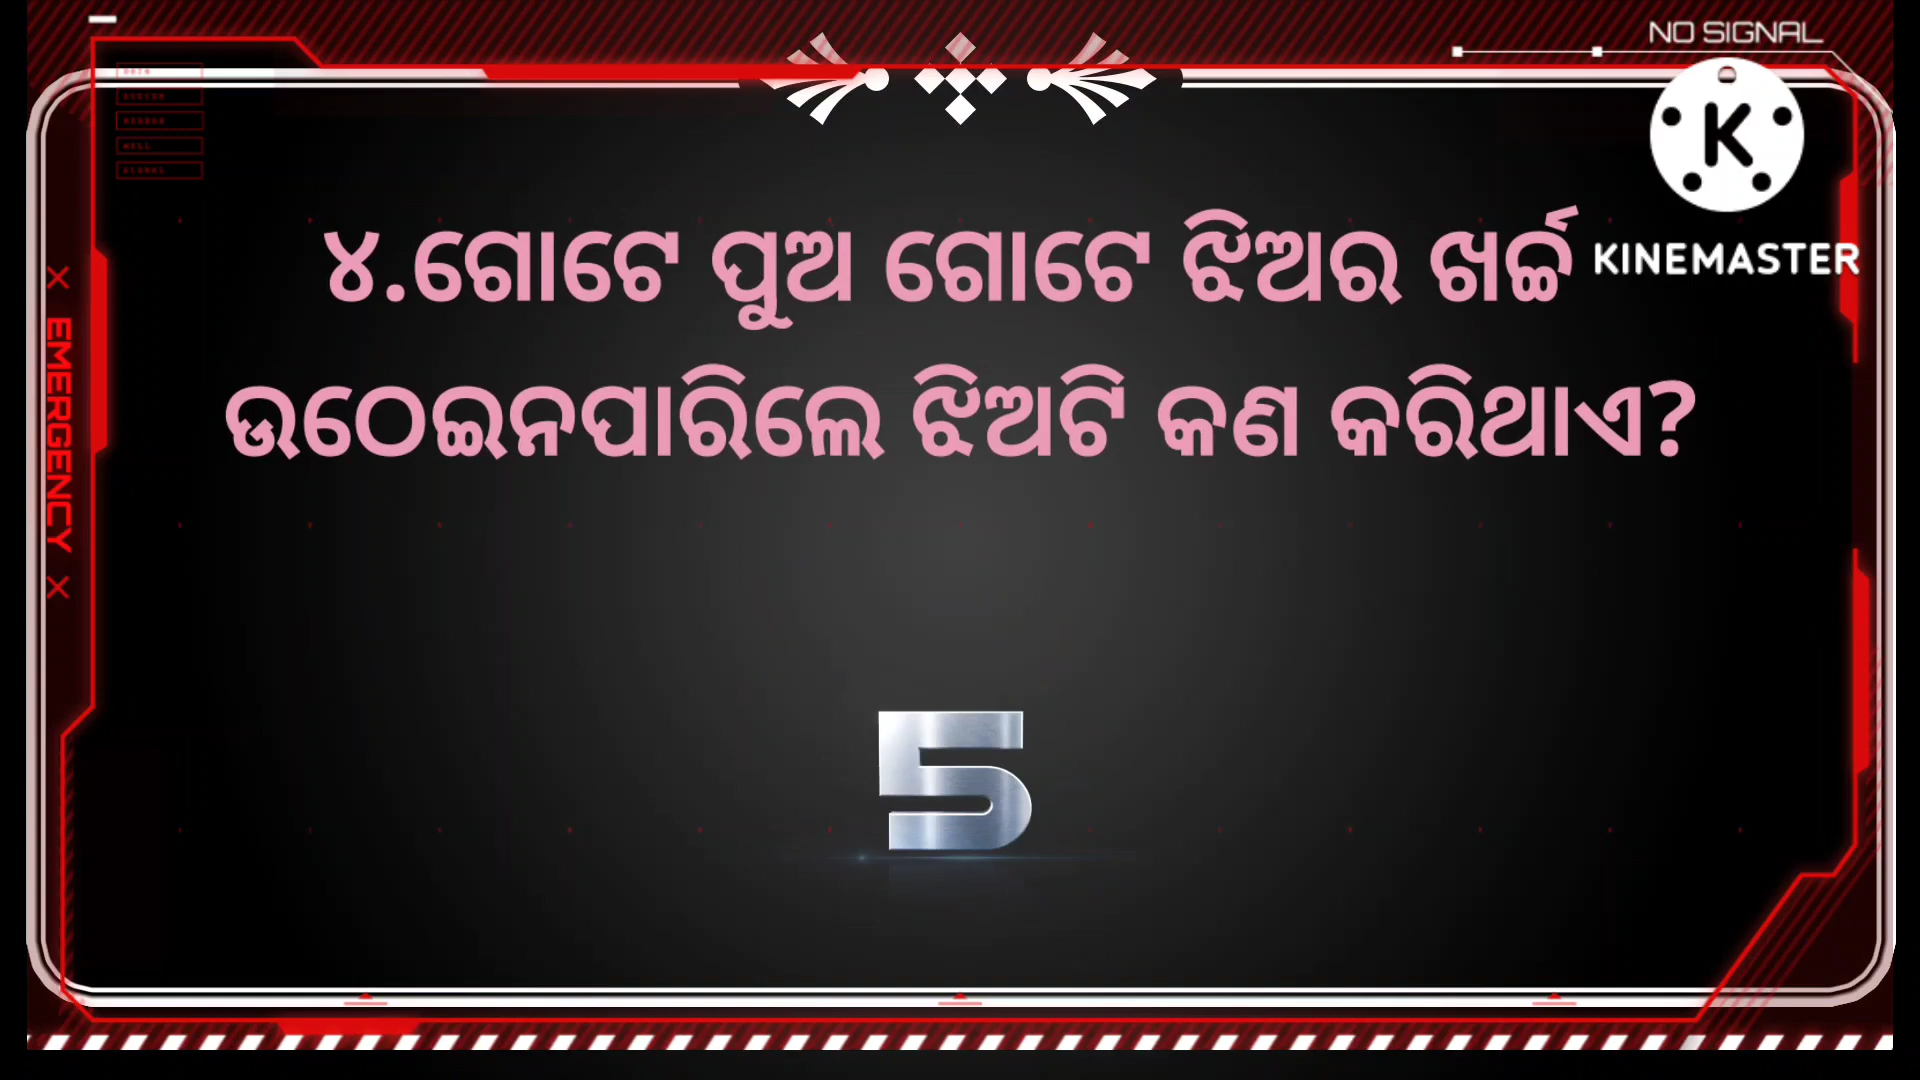 NO SIGNAL
୪.ଗୋଟେ ପୁଅ ଗୋଟେ ଝିଅର ଖର୍ଚ୍ଚ
KINEMASTER
ଉଠେଇନପାରିଲେ ଝିଅଟି କଣ କରିଥାଏ?
× EMERGENCY ×
5